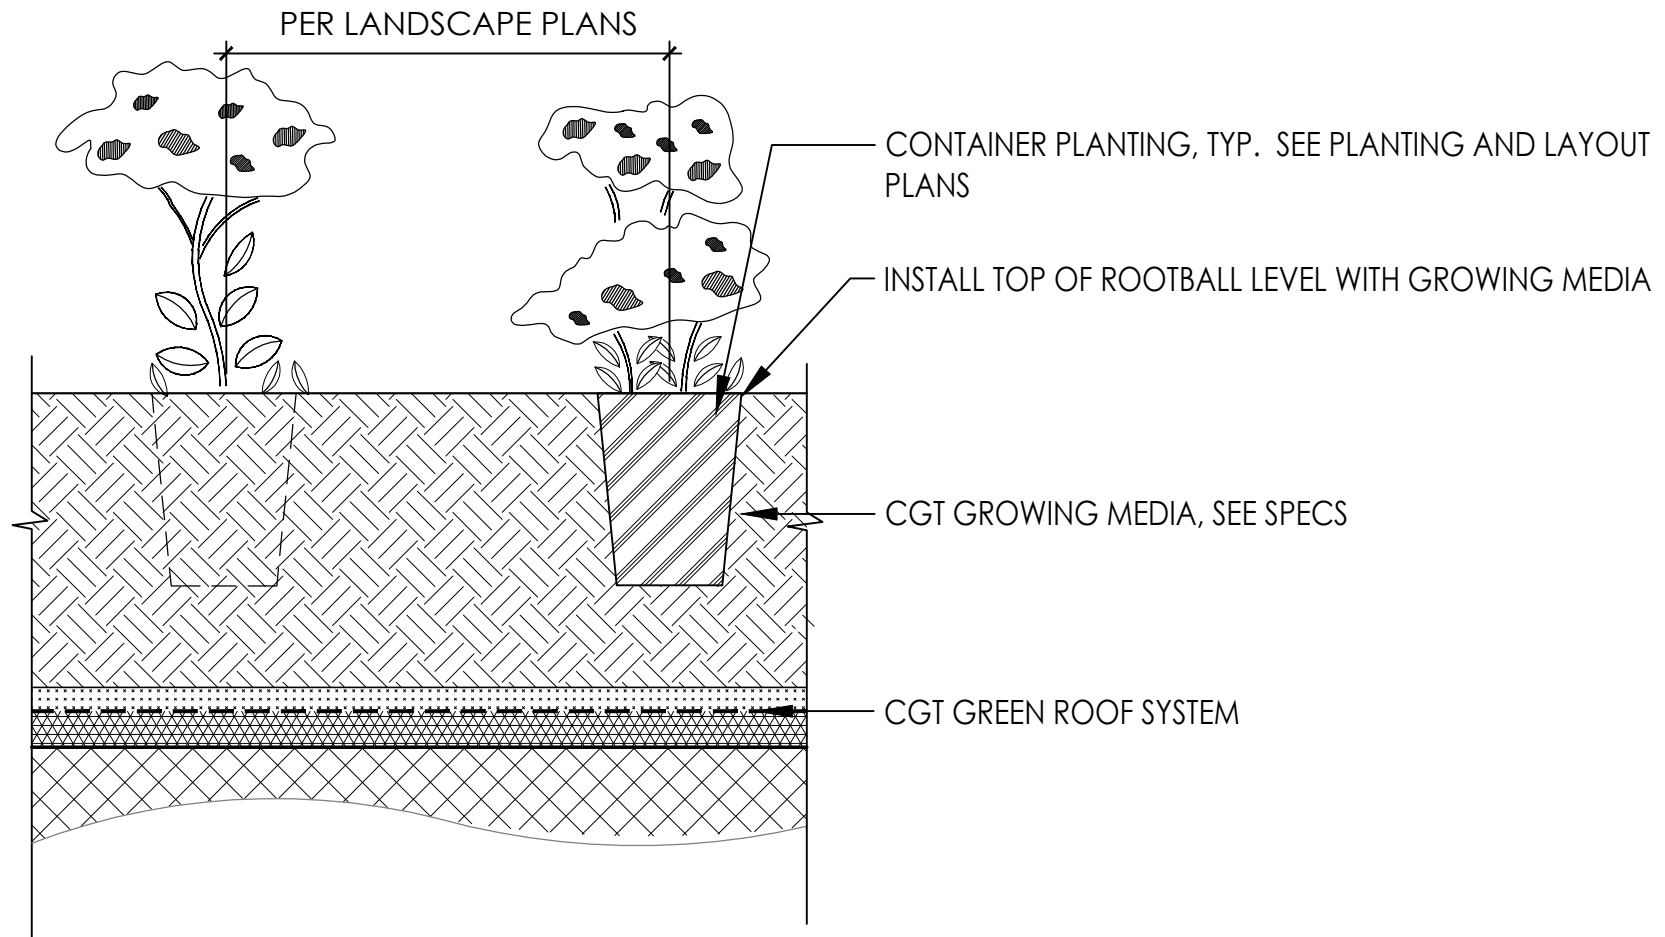 PER LANDSCAPE PLANS
CONTAINER PLANTING, TYP. SEE PLANTING AND LAYOUT
PLANS
INSTALL TOP OF ROOTBALL LEVEL WITH GROWING MEDIA
CGT GROWING MEDIA, SEE SPECS
CGT GREEN ROOF SYSTEM